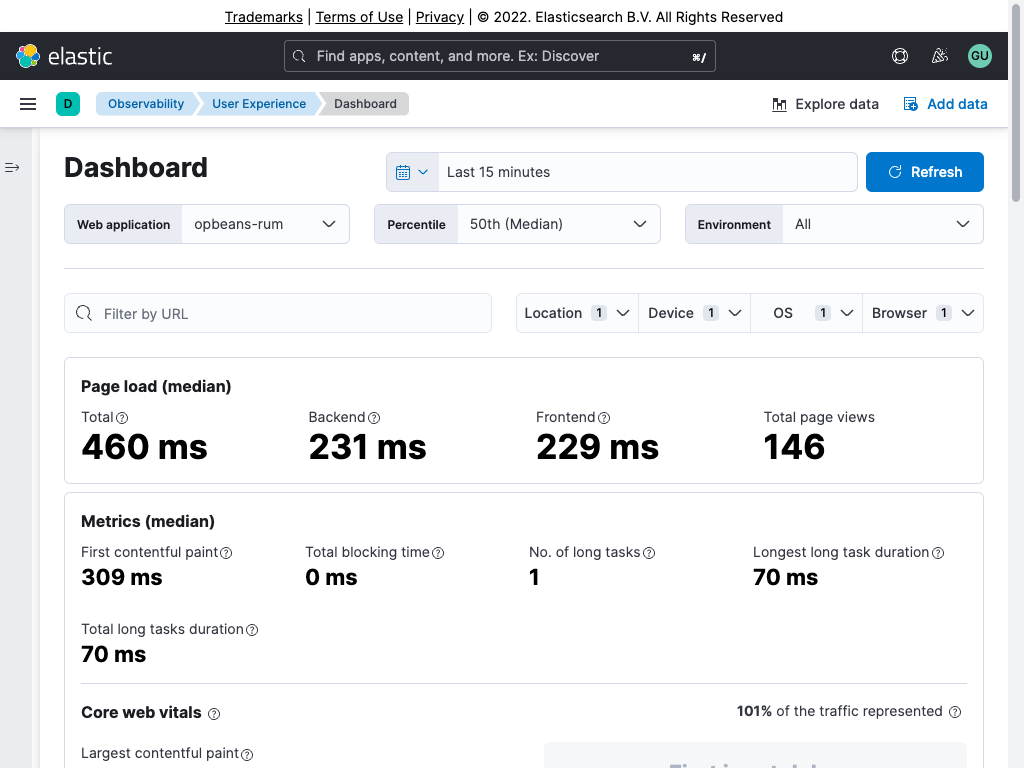 Trademarks | Terms of Use | Privacy | © 2022. Elasticsearch B.V. All Rights Reserved
elastic
Find apps, content, and more. Ex: Discover
⌘/
GU
D
Observability
User Experience
Dashboard
Explore data
Add data
Dashboard
Last 15 minutes
Refresh
Web application opbeans-rum
Percentile 50th (Median)
Environment All
Filter by URL
Location 1
Device 1
OS 1
Browser 1
Page load (median)
Total
460 ms
Backend
231 ms
Frontend
229 ms
Total page views
146
Metrics (median)
First contentful paint
309 ms
Total blocking time
0 ms
No. of long tasks
1
Longest long task duration
70 ms
Total long tasks duration
70 ms
Core web vitals
101% of the traffic represented
Largest contentful paint